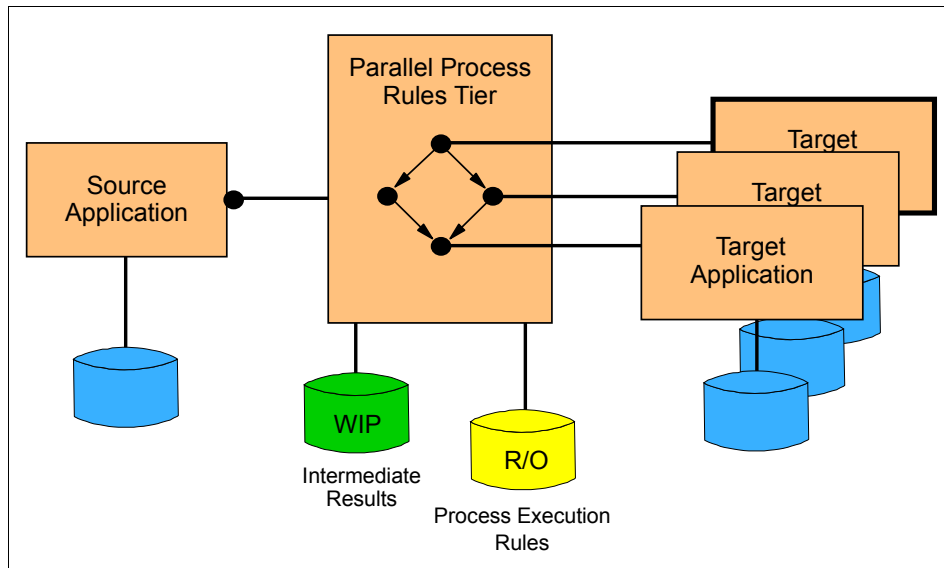 Parallel Process
Rules Tier
Source
Application
Target
Target
Target
Application
WIP
Intermediate
Results
R/O
Process Execution
Rules